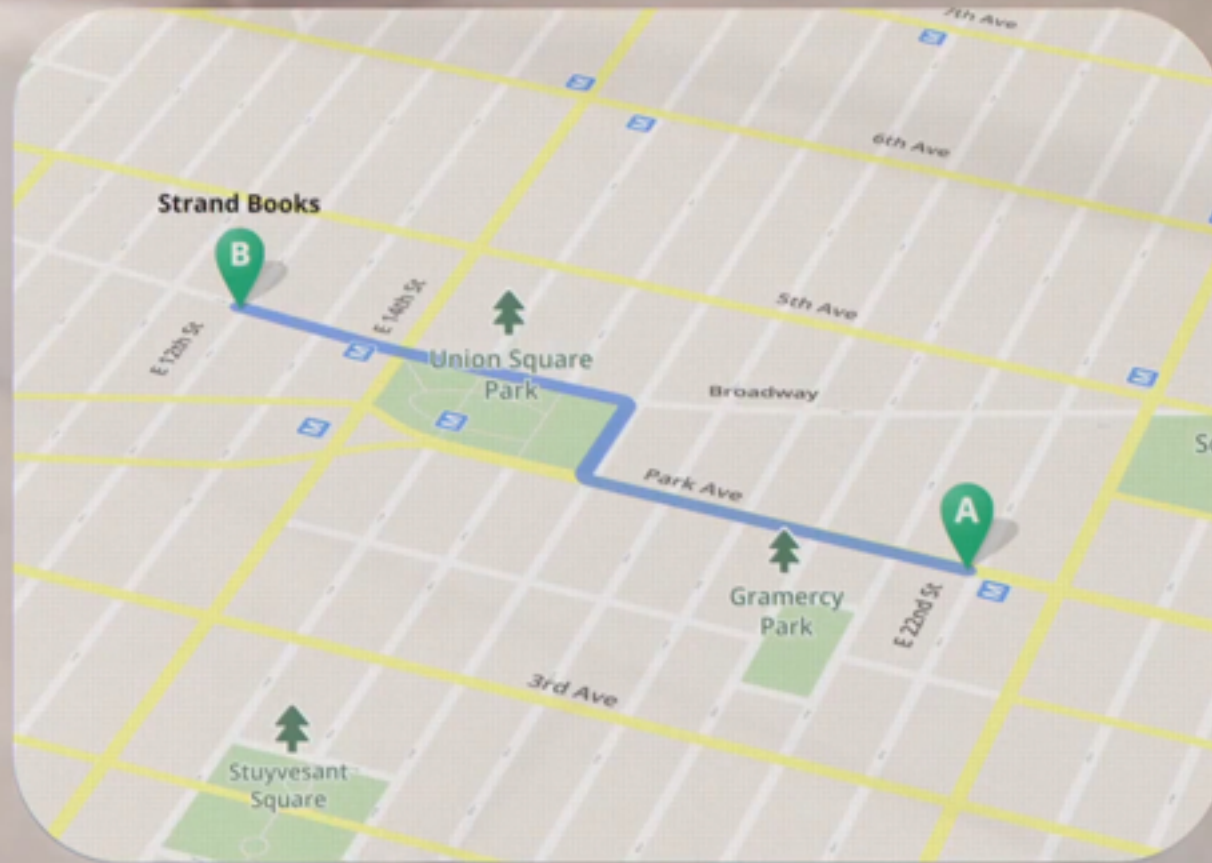 7th Ave
6th Ave
Strand Books
B
E 14th St
5th Ave
E 12th St
Union Square
Park
Broadway
Park Ave
A
Gramercy
Park
E 22nd St
3rd Ave
Stuyvesant
Square
M
M
M
M
M
M
M
M